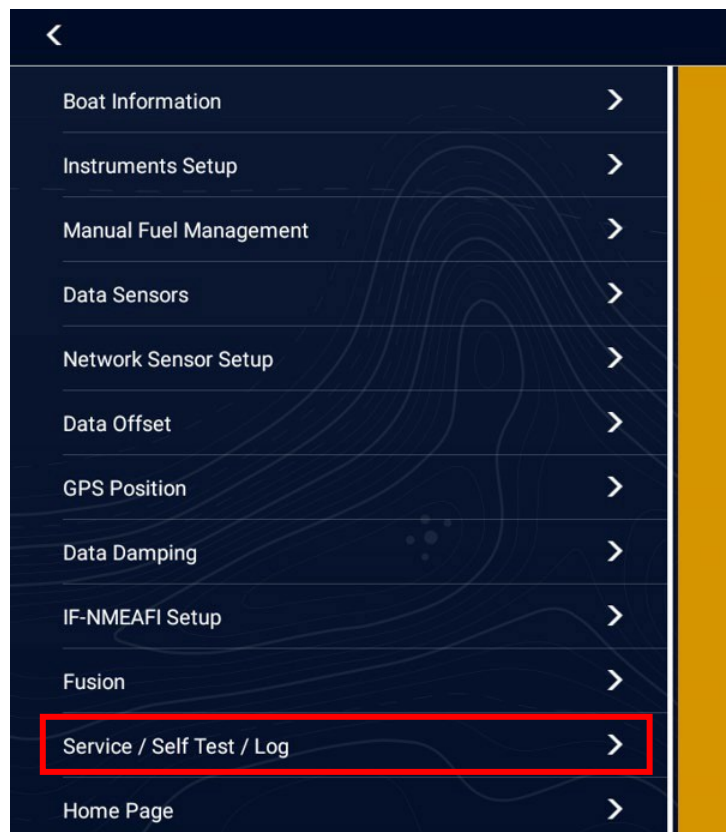 Boat Information
Instruments Setup
Manual Fuel Management
Data Sensors
Network Sensor Setup
Data Offset
GPS Position
Data Damping
IF-NMEAFI Setup
Fusion
Service / Self Test / Log
Home Page